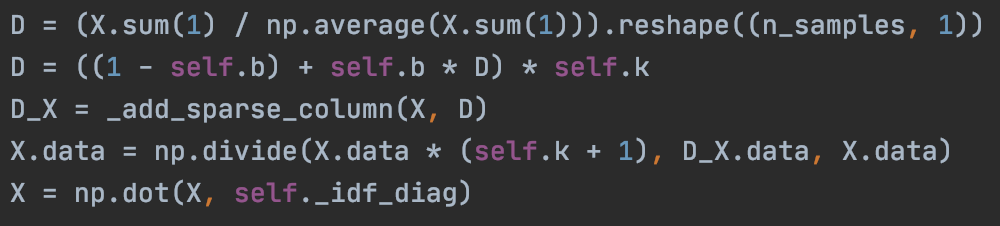 D = (X.sum(1) / np.average(X.sum(1))).reshape((n_samples, 1))
D = ((1 - self.b) + self.b * D) * self.k
D_X = _add_sparse_column(X, D)
X.data = np.divide(X.data * (self.k + 1), D_X.data, X.data)
X = np.dot(X, self._idf_diag)